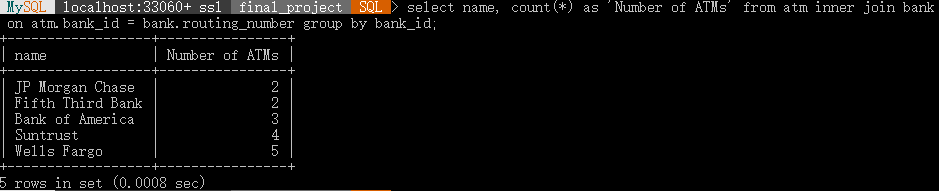 MySQL localhost:33060+ ssl final_project SQL > select name, count(*) as 'Number of ATMs' from atm inner join bank
on atm.bank_id = bank.routing_number group by bank_id;
+-------------------+----------------+
| name              | Number of ATMs |
+-------------------+----------------+
| JP Morgan Chase   |              2 |
| Fifth Third Bank  |              2 |
| Bank of America   |              3 |
| Suntrust          |              4 |
| Wells Fargo       |              5 |
+-------------------+----------------+
5 rows in set (0.0008 sec)